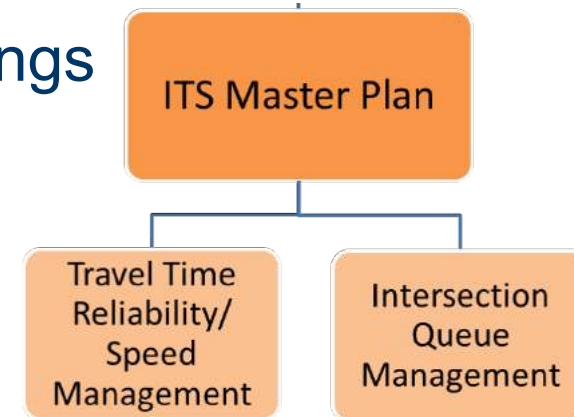 ngs
ITS Master Plan
Travel Time
Reliability/
Speed
Management
Intersection
Queue
Management